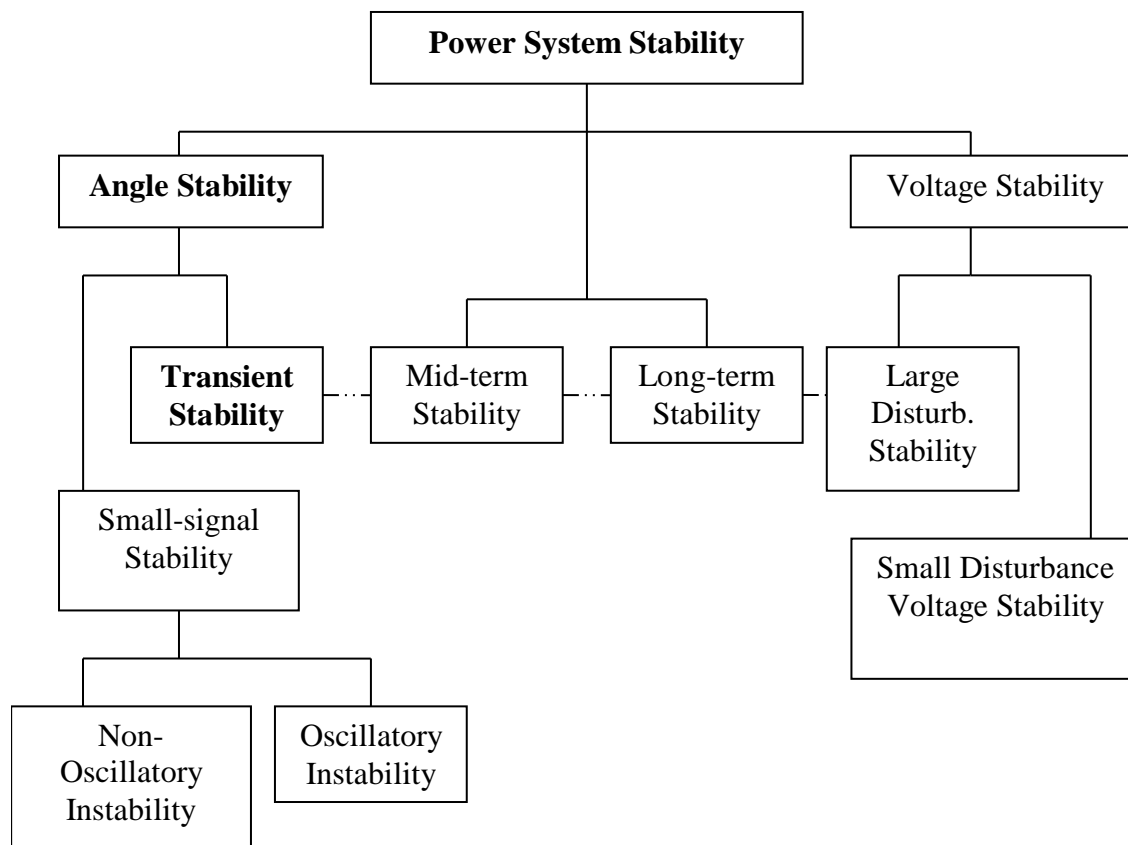 Power System Stability
Angle Stability
Voltage Stability
Transient
Stability
Mid-term
Stability
Long-term
Stability
Large
Disturb.
Stability
Small-signal
Stability
Small Disturbance
Voltage Stability
Non-
Oscillatory
Instability
Oscillatory
Instability